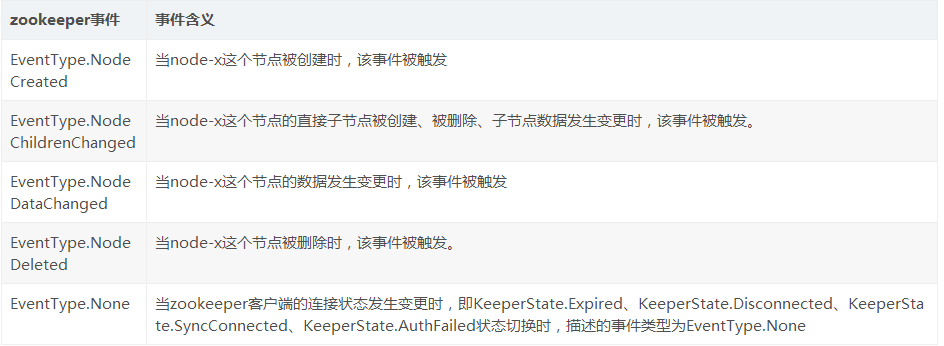 zookeeper事件 事件含义
EventType.Node
Created
当node-x这个节点被创建时，该事件被触发
EventType.Node
ChildrenChanged
当node-x这个节点的直接子节点被创建、被删除、子节点数据发生变更时，该事件被触发。
EventType.Node
DataChanged
当node-x这个节点的数据发生变更时，该事件被触发
EventType.Node
Deleted
当node-x这个节点被删除时，该事件被触发。
EventType.None
当zookeeper客户端的连接状态发生变更时，即KeeperState.Expired、KeeperState.Disconnected、KeeperSta
te.SyncConnected、KeeperState.AuthFailed状态切换时，描述的事件类型为EventType.None